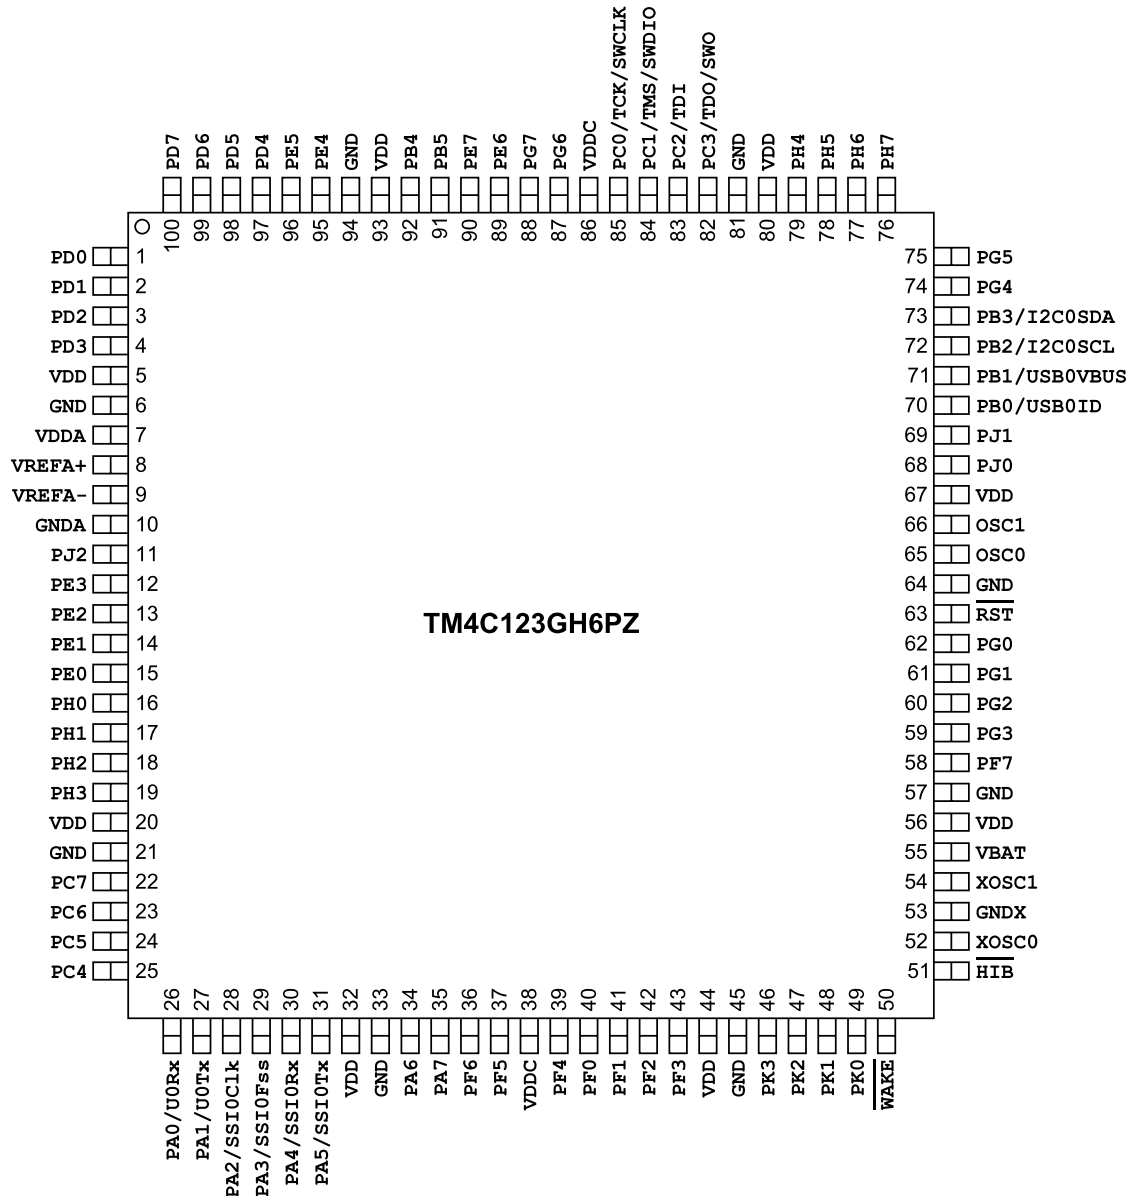 PD7
PD6
PD5
PD4
PE5
PE4
GND
VDD
PB4
PB5
PE7
PE6
PG7
PG6
VDDC
PC0/TCK/SWCLK
PC1/TMS/SWDIO
PC2/TDI
PC3/TDO/SWO
GND
VDD
PH4
PH5
PH6
PH7
100
99
98
97
96
95
94
93
92
91
90
89
88
87
86
85
84
83
82
81
80
79
78
77
76
PD0 1
PD1 2
PD2 3
PD3 4
VDD 5
GND 6
VDDA 7
VREFA+ 8
VREFA- 9
GNDA 10
PJ2 11
PE3 12
PE2 13
PE1 14
PE0 15
PH0 16
PH1 17
PH2 18
PH3 19
VDD 20
GND 21
PC7 22
PC6 23
PC5 24
PC4 25
TM4C123GH6PZ
75 PG5
74 PG4
73 PB3/I2C0SDA
72 PB2/I2C0SCL
71 PB1/USB0VBUS
70 PB0/USB0ID
69 PJ1
68 PJ0
67 VDD
66 OSC1
65 OSC0
64 GND
63 RST
62 PG0
61 PG1
60 PG2
59 PG3
58 PF7
57 GND
56 VDD
55 VBAT
54 XOSC1
53 GNDX
52 XOSC0
51 HIB
26
27
28
29
30
31
32
33
34
35
36
37
38
39
40
41
42
43
44
45
46
47
48
49
50
PA0/U0Rx
PA1/U0Tx
PA2/SSI0Clk
PA3/SSI0Fss
PA4/SSI0Rx
PA5/SSI0Tx
VDD
GND
PA6
PA7
PF6
PF5
VDDC
PF4
PF0
PF1
PF2
PF3
VDD
GND
PK3
PK2
PK1
PK0
WAKE